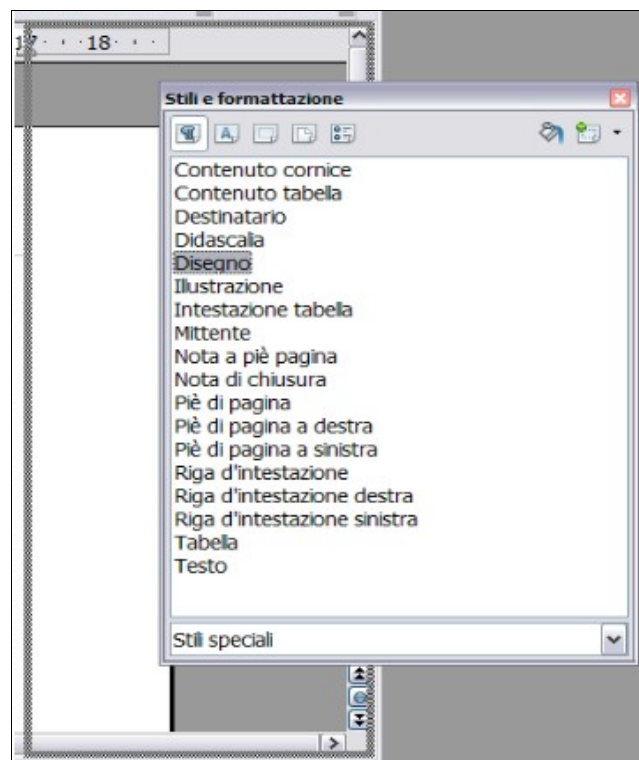 17 · · · 18 · · ·
Stili e formattazione
Contenuto cornice
Contenuto tabella
Destinatario
Didascalia
Disegno
Illustrazione
Intestazione tabella
Mittente
Nota a piè pagina
Nota di chiusura
Piè di pagina
Piè di pagina a destra
Piè di pagina a sinistra
Riga d'intestazione
Riga d'intestazione destra
Riga d'intestazione sinistra
Tabella
Testo
Stili speciali